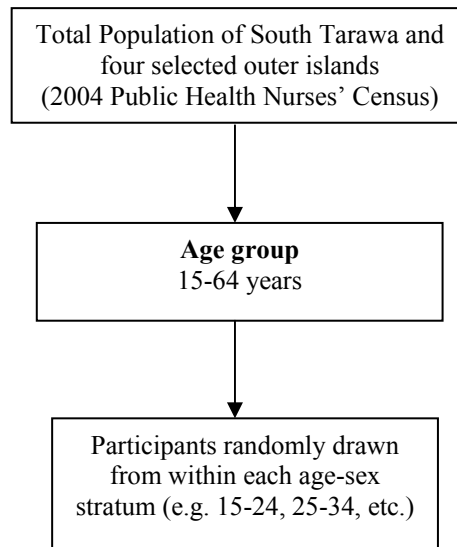 Total Population of South Tarawa and
four selected outer islands
(2004 Public Health Nurses’ Census)
Age group
15-64 years
Participants randomly drawn
from within each age-sex
stratum (e.g. 15-24, 25-34, etc.)